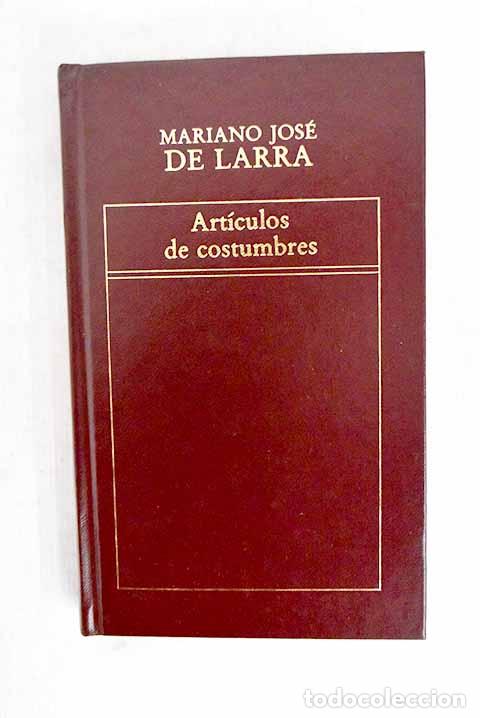 MARIANO JOSÉ
DE LARRA
Artículos
de costumbres
todocoleccion